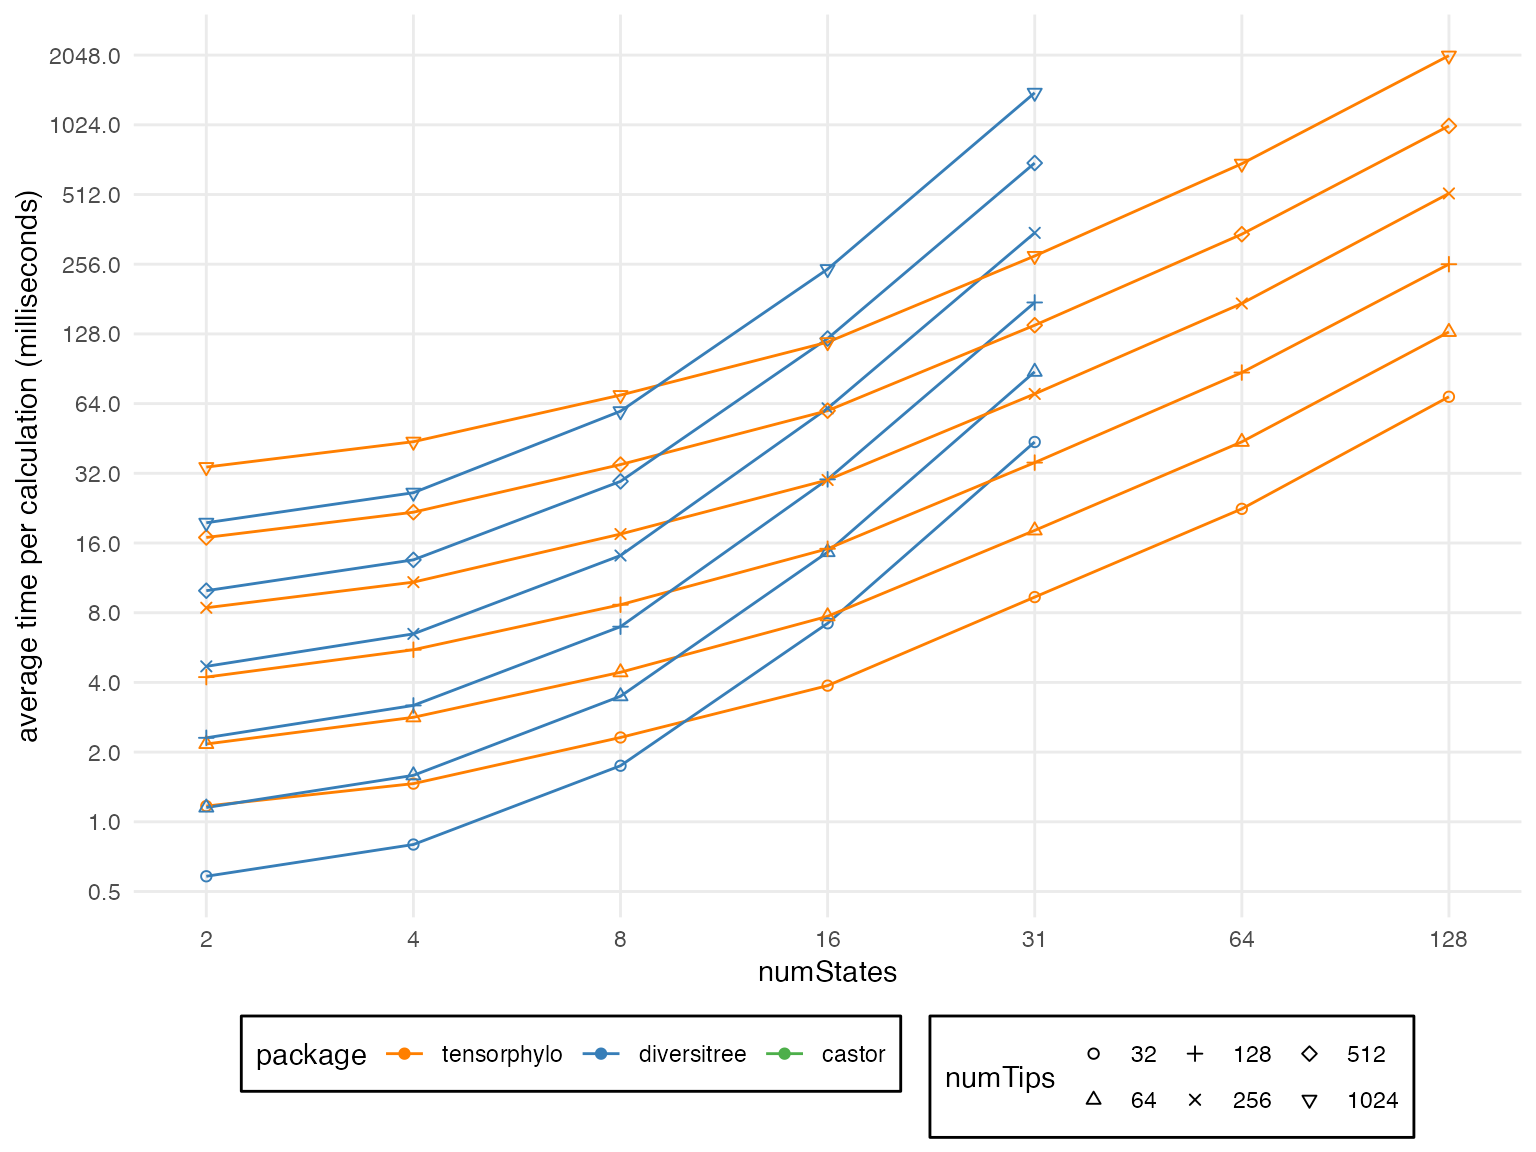 average time per calculation (milliseconds)
2048.0
1024.0
512.0
256.0
128.0
64.0
32.0
16.0
8.0
4.0
2.0
1.0
0.5
2 4 8 16 31 64 128
numStates
package tensorphylo diversitree castor
numTips
32 128 512
64 256 1024